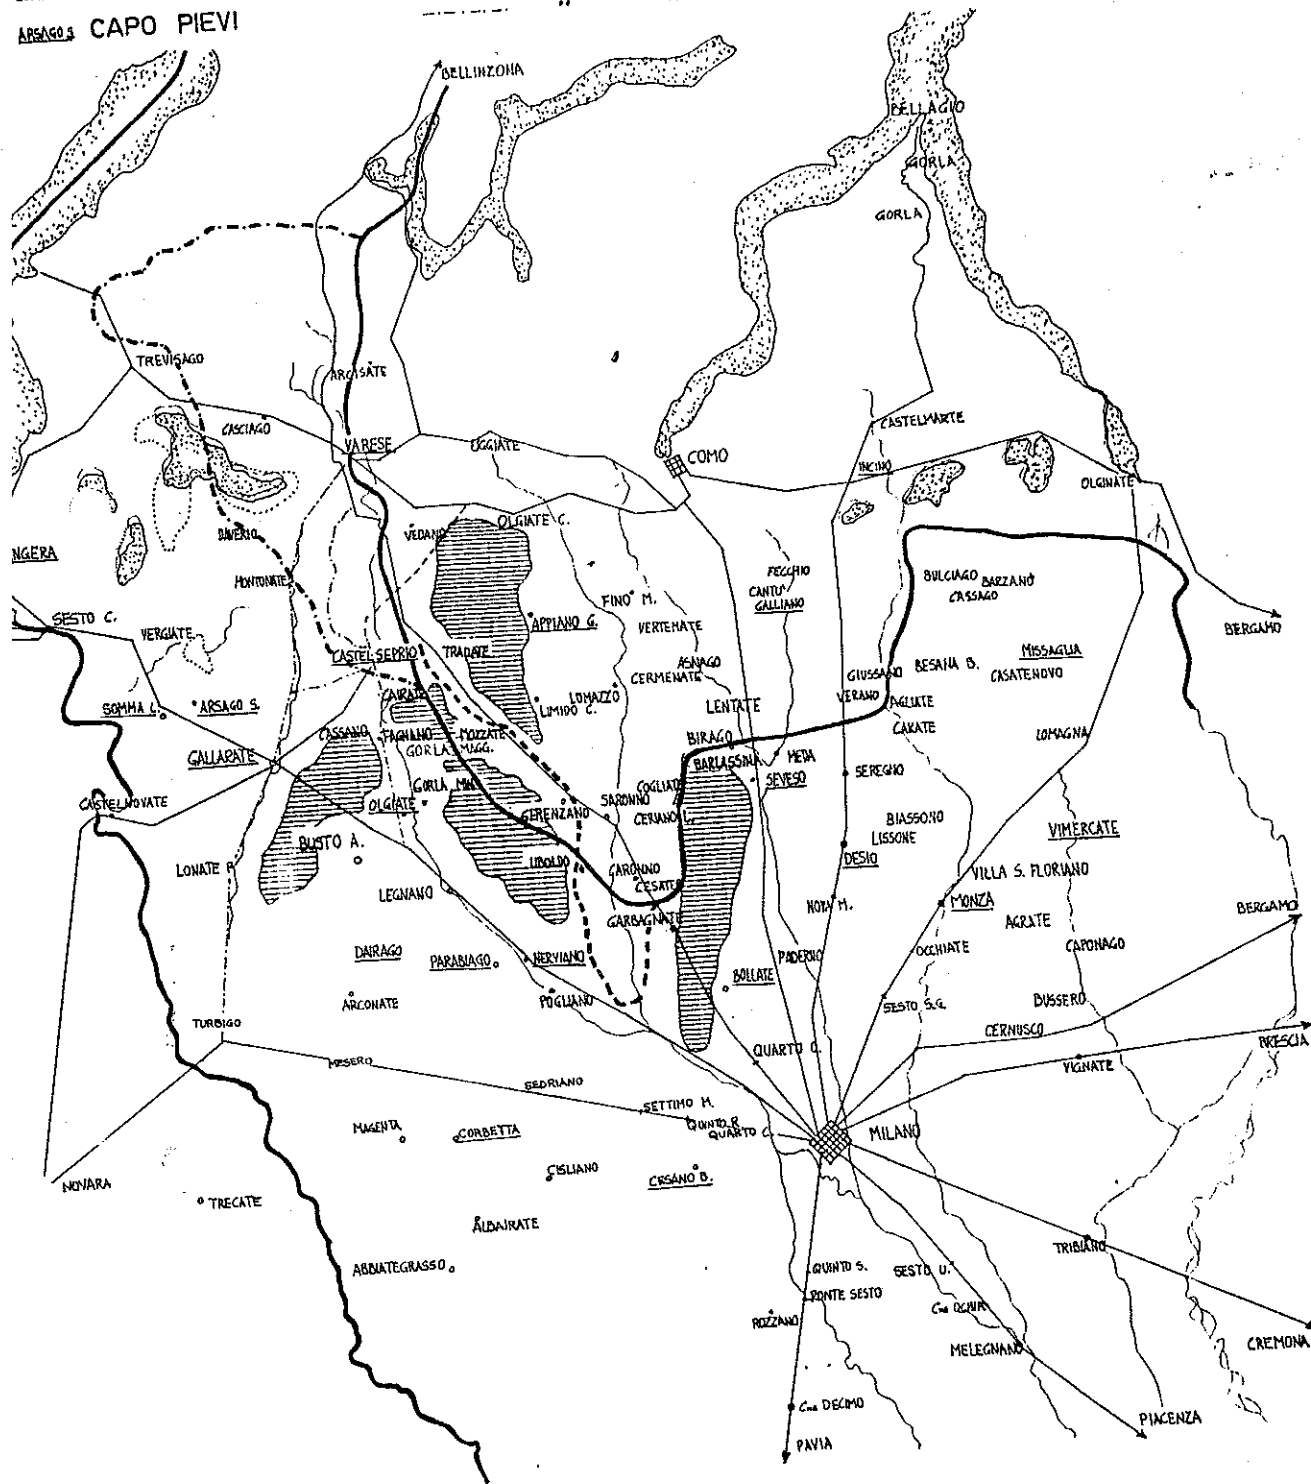 ARSAGO S. CAPO PIEVI
BELLINZONA
BELLAGIO
GORLA
GORLA
TREVISAGO
ARCISATE
CASCIAGO
CASTELMARTE
VARESE
UGGIATE
COMO
INCINO
OLGINATE
OLGIATE C.
DAVERIO
VEDANO
NGERA
MONTONATE
FECCHIO
CANTU'
GALLIANO
BULCIAGO
BARZANÒ
CASSAGO
FINO M.
SESTO C.
VERGIATE
APPIANO G.
VERTEMATE
BERGAMO
CASTEL SEPRIO
TRADATE
ASNAGO
CERMENATE
GIUSSANO
BESANA B.
MISSAGLIA
CASATENOVO
SOMMA L.
ARSAGO S.
CAIRATE
LIMIDO C.
LOMAZZO
LENTATE
VERANO
AGLIATE
CARATE
CASSANO
FAGNANO
MOZZATE
GORLA MAGG.
BIRAGO
LOMAGNA
GALLARATE
BARLASSINA
MEDA
SEVESO
SEREGNO
GORLA MIN.
COGLIATE
CASTELNOVATE
OLGIATE
GERENZANO
SARONNO
CERIANO L.
BIASSONO
LISSONE
VIMERCATE
BUSTO A.
UBOLDO
DESIO
LONATE P.
CARONNO
CESATE
VILLA S. FLORIANO
LEGNANO
GARBAGNATE
NOVA M.
MONZA
AGRATE
BERGAMO
DAIRAGO
PARABIAGO
NERVIANO
BOLLATE
PADERNO
OCCHIATE
CAPONAGO
ARCONATE
POGLIANO
SESTO S.G.
BUSSERO
TURBIGO
CERNUSCO
BRESCIA
MESERO
QUARTO O.
VIGNATE
SEDRIANO
SETTIMO M.
MAGENTA
CORBETTA
QUINTO R.
QUARTO C.
MILANO
NOVARA
TRECATE
CISLIANO
CESANO B.
ALBAIRATE
TRIBIANO
ABBIATEGRASSO
QUINTO S.
SESTO U.
PONTE SESTO
ROZZANO
MELEGNANO
CREMONA
Cna DECIMO
PIACENZA
PAVIA